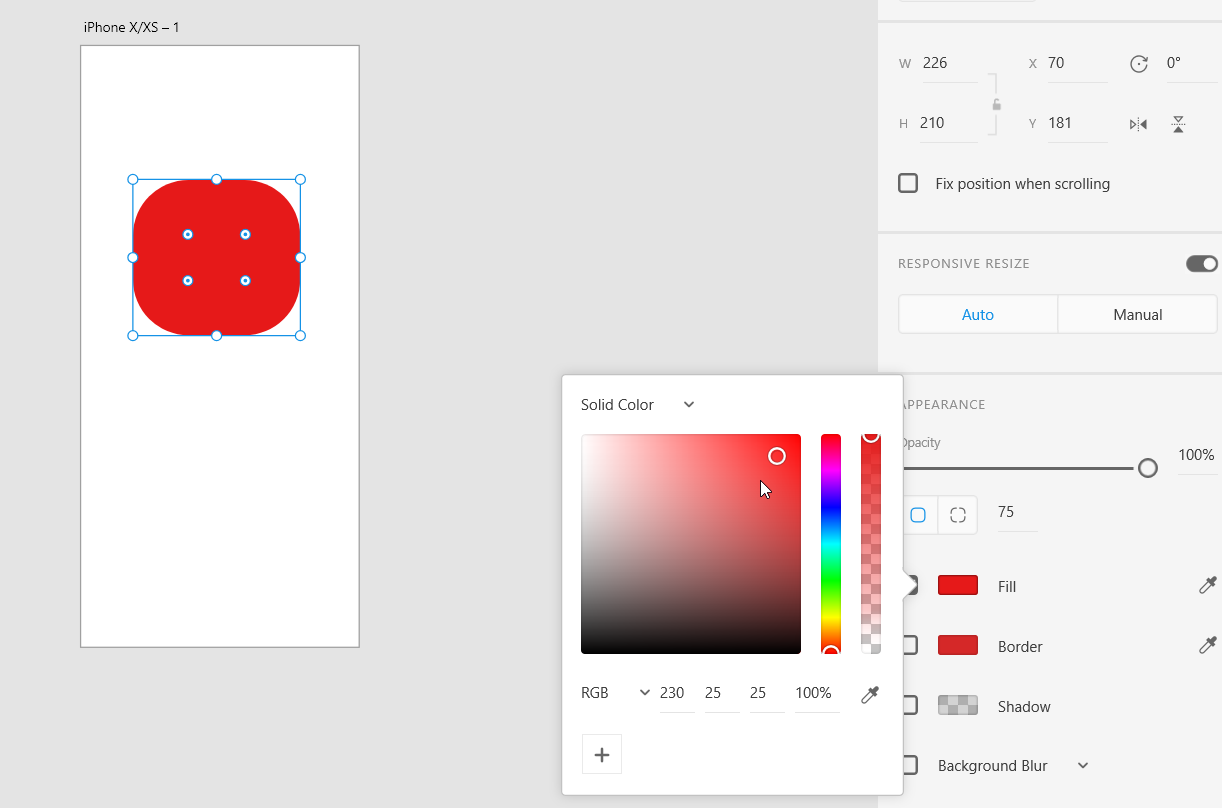 iPhone X/XS – 1
W 226 X 70 0°
H 210 Y 181
Fix position when scrolling
RESPONSIVE RESIZE
Auto Manual
APPEARANCE
Opacity
100%
75
Fill
Border
Shadow
Background Blur
Solid Color
RGB 230 25 25 100%